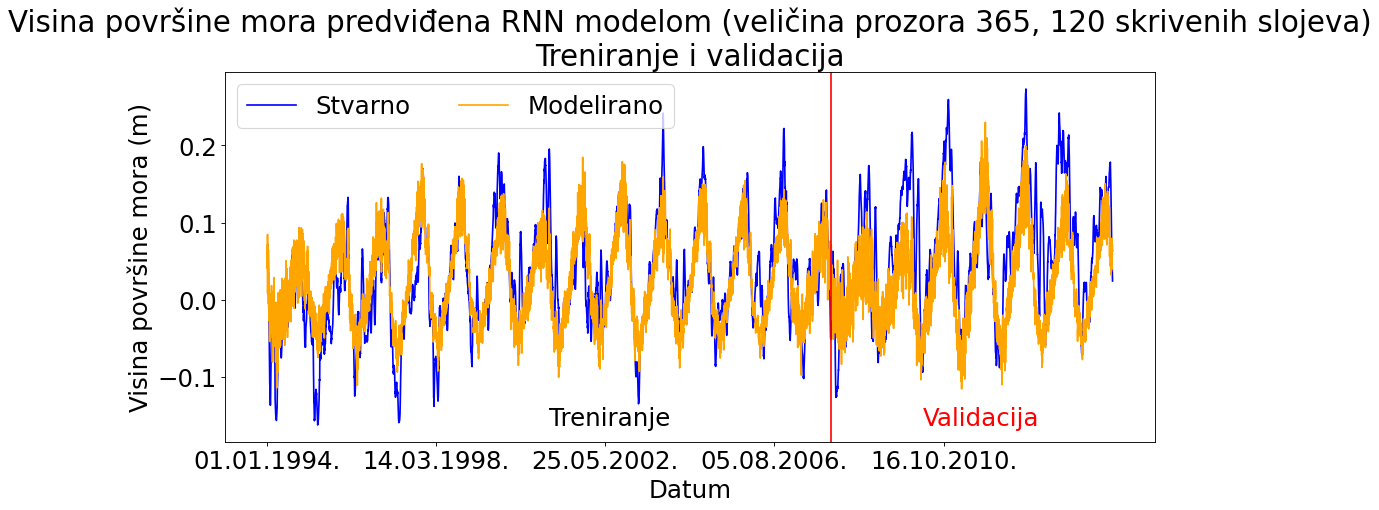 Visina površine mora predviđena RNN modelom (veličina prozora 365, 120 skrivenih slojeva)
Treniranje i validacija
Stvarno
Modelirano
Visina površine mora (m)
0.2
0.1
0.0
−0.1
Treniranje
Validacija
01.01.1994.
14.03.1998.
25.05.2002.
05.08.2006.
16.10.2010.
Datum